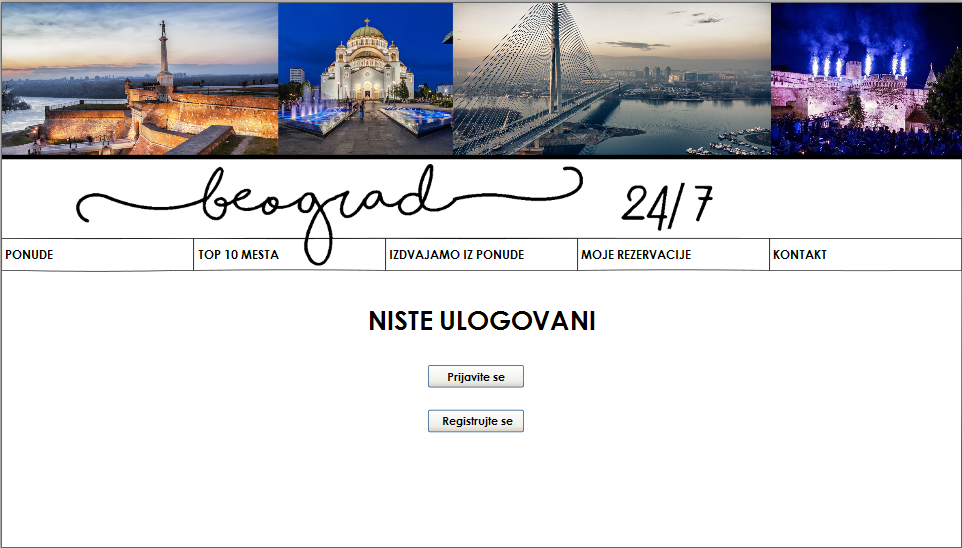 beograd 24/7
PONUDE TOP 10 MESTA IZDVAJAMO IZ PONUDE MOJE REZERVACIJE KONTAKT
NISTE ULOGOVANI
Prijavite se
Registrujte se